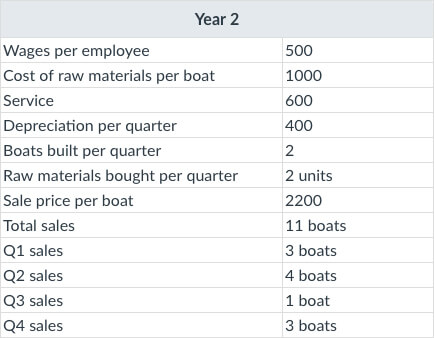 Year 2
Wages per employee 500
Cost of raw materials per boat 1000
Service 600
Depreciation per quarter 400
Boats built per quarter 2
Raw materials bought per quarter 2 units
Sale price per boat 2200
Total sales 11 boats
Q1 sales 3 boats
Q2 sales 4 boats
Q3 sales 1 boat
Q4 sales 3 boats